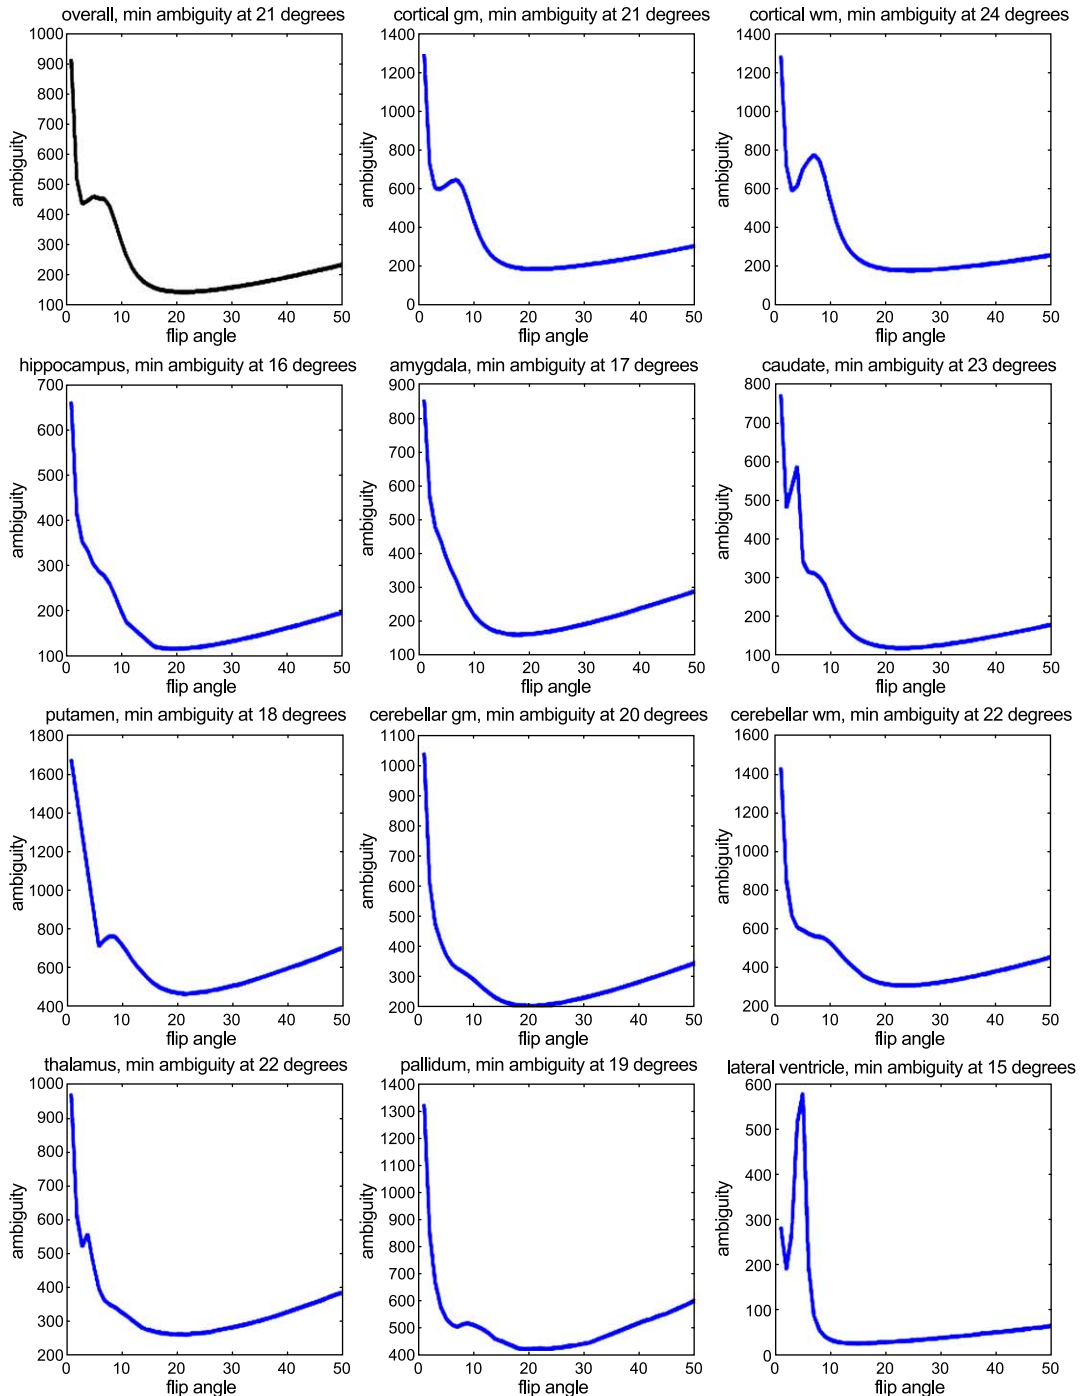 overall, min ambiguity at 21 degrees
1000
900
800
700
600
500
400
300
200
100
ambiguity
0 10 20 30 40 50
flip angle
cortical gm, min ambiguity at 21 degrees
1400
1200
1000
800
600
400
200
0
ambiguity
0 10 20 30 40 50
flip angle
cortical wm, min ambiguity at 24 degrees
1400
1200
1000
800
600
400
200
0
ambiguity
0 10 20 30 40 50
flip angle
hippocampus, min ambiguity at 16 degrees
700
600
500
400
300
200
100
ambiguity
0 10 20 30 40 50
flip angle
amygdala, min ambiguity at 17 degrees
900
800
700
600
500
400
300
200
100
ambiguity
0 10 20 30 40 50
flip angle
caudate, min ambiguity at 23 degrees
800
700
600
500
400
300
200
100
ambiguity
0 10 20 30 40 50
flip angle
putamen, min ambiguity at 18 degrees
1800
1600
1400
1200
1000
800
600
400
ambiguity
0 10 20 30 40 50
flip angle
cerebellar gm, min ambiguity at 20 degrees
1100
1000
900
800
700
600
500
400
300
200
ambiguity
0 10 20 30 40 50
flip angle
cerebellar wm, min ambiguity at 22 degrees
1600
1400
1200
1000
800
600
400
200
ambiguity
0 10 20 30 40 50
flip angle
thalamus, min ambiguity at 22 degrees
1000
900
800
700
600
500
400
300
200
ambiguity
0 10 20 30 40 50
flip angle
pallidum, min ambiguity at 19 degrees
1400
1300
1200
1100
1000
900
800
700
600
500
400
ambiguity
0 10 20 30 40 50
flip angle
lateral ventricle, min ambiguity at 15 degrees
600
500
400
300
200
100
0
ambiguity
0 10 20 30 40 50
flip angle